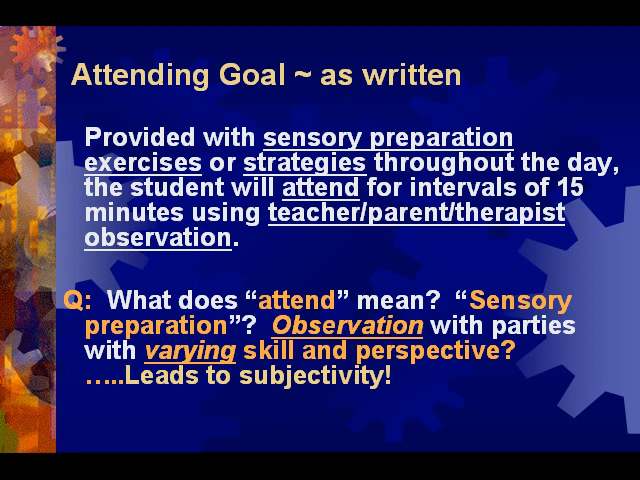 Attending Goal ~ as written
Provided with sensory preparation
exercises or strategies throughout the day,
the student will attend for intervals of 15
minutes using teacher/parent/therapist
observation.
Q:  What does “attend” mean?  “Sensory
preparation”?  Observation with parties
with varying skill and perspective?
…..Leads to subjectivity!